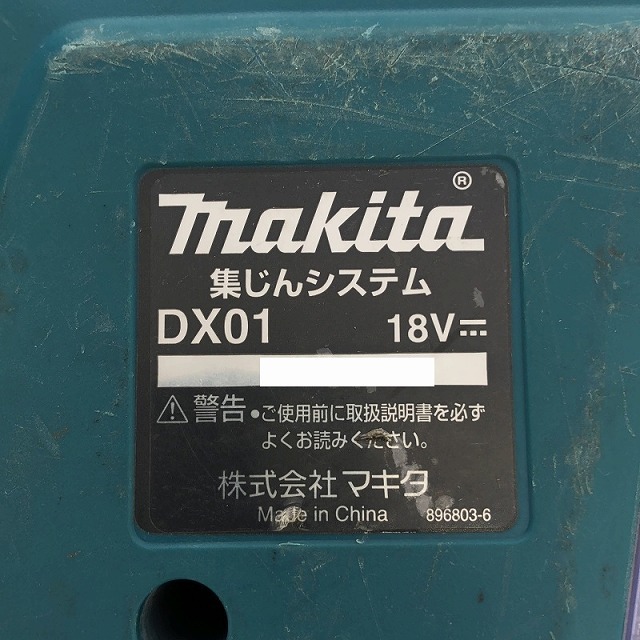 makita®
集じんシステム
DX01 18V⎓
⚠警告 •ご使用前に取扱説明書を必ず
よくお読みください。
株式会社 マキタ
Made in China 896803-6